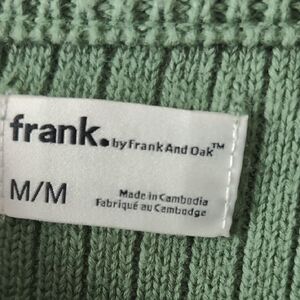 frank. by Frank And Oak™
M/M
Made in Cambodia
Fabriqué au Cambodge